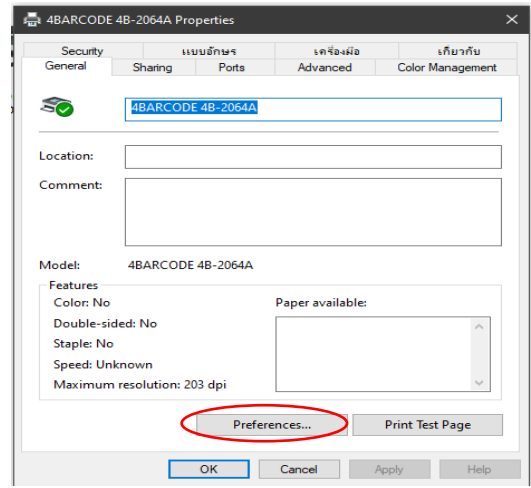 4BARCODE 4B-2064A Properties
Security แบบอักษร เครื่องมือ เกี่ยวกับ
General Sharing Ports Advanced Color Management
4BARCODE 4B-2064A
Location:
Comment:
Model: 4BARCODE 4B-2064A
Features
Color: No Paper available:
Double-sided: No
Staple: No
Speed: Unknown
Maximum resolution: 203 dpi
Preferences... Print Test Page
OK Cancel Apply Help